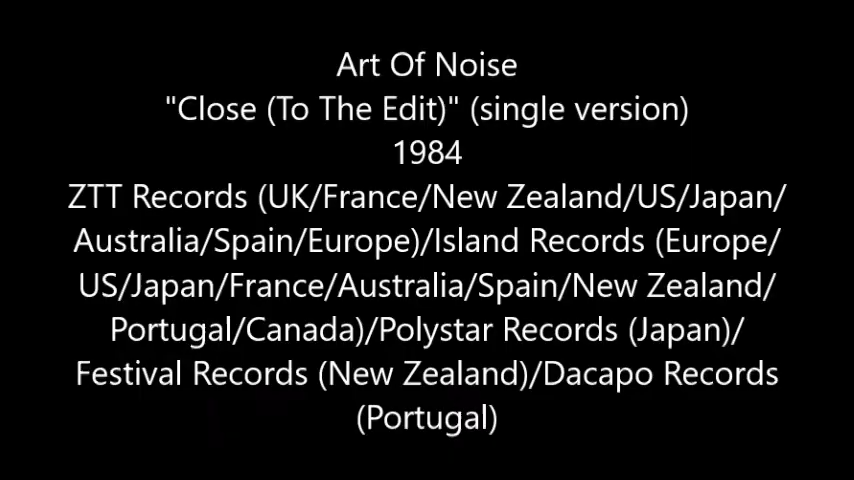 Art Of Noise
"Close (To The Edit)" (single version)
1984
ZTT Records (UK/France/New Zealand/US/Japan/
Australia/Spain/Europe)/Island Records (Europe/
US/Japan/France/Australia/Spain/New Zealand/
Portugal/Canada)/Polystar Records (Japan)/
Festival Records (New Zealand)/Dacapo Records
(Portugal)